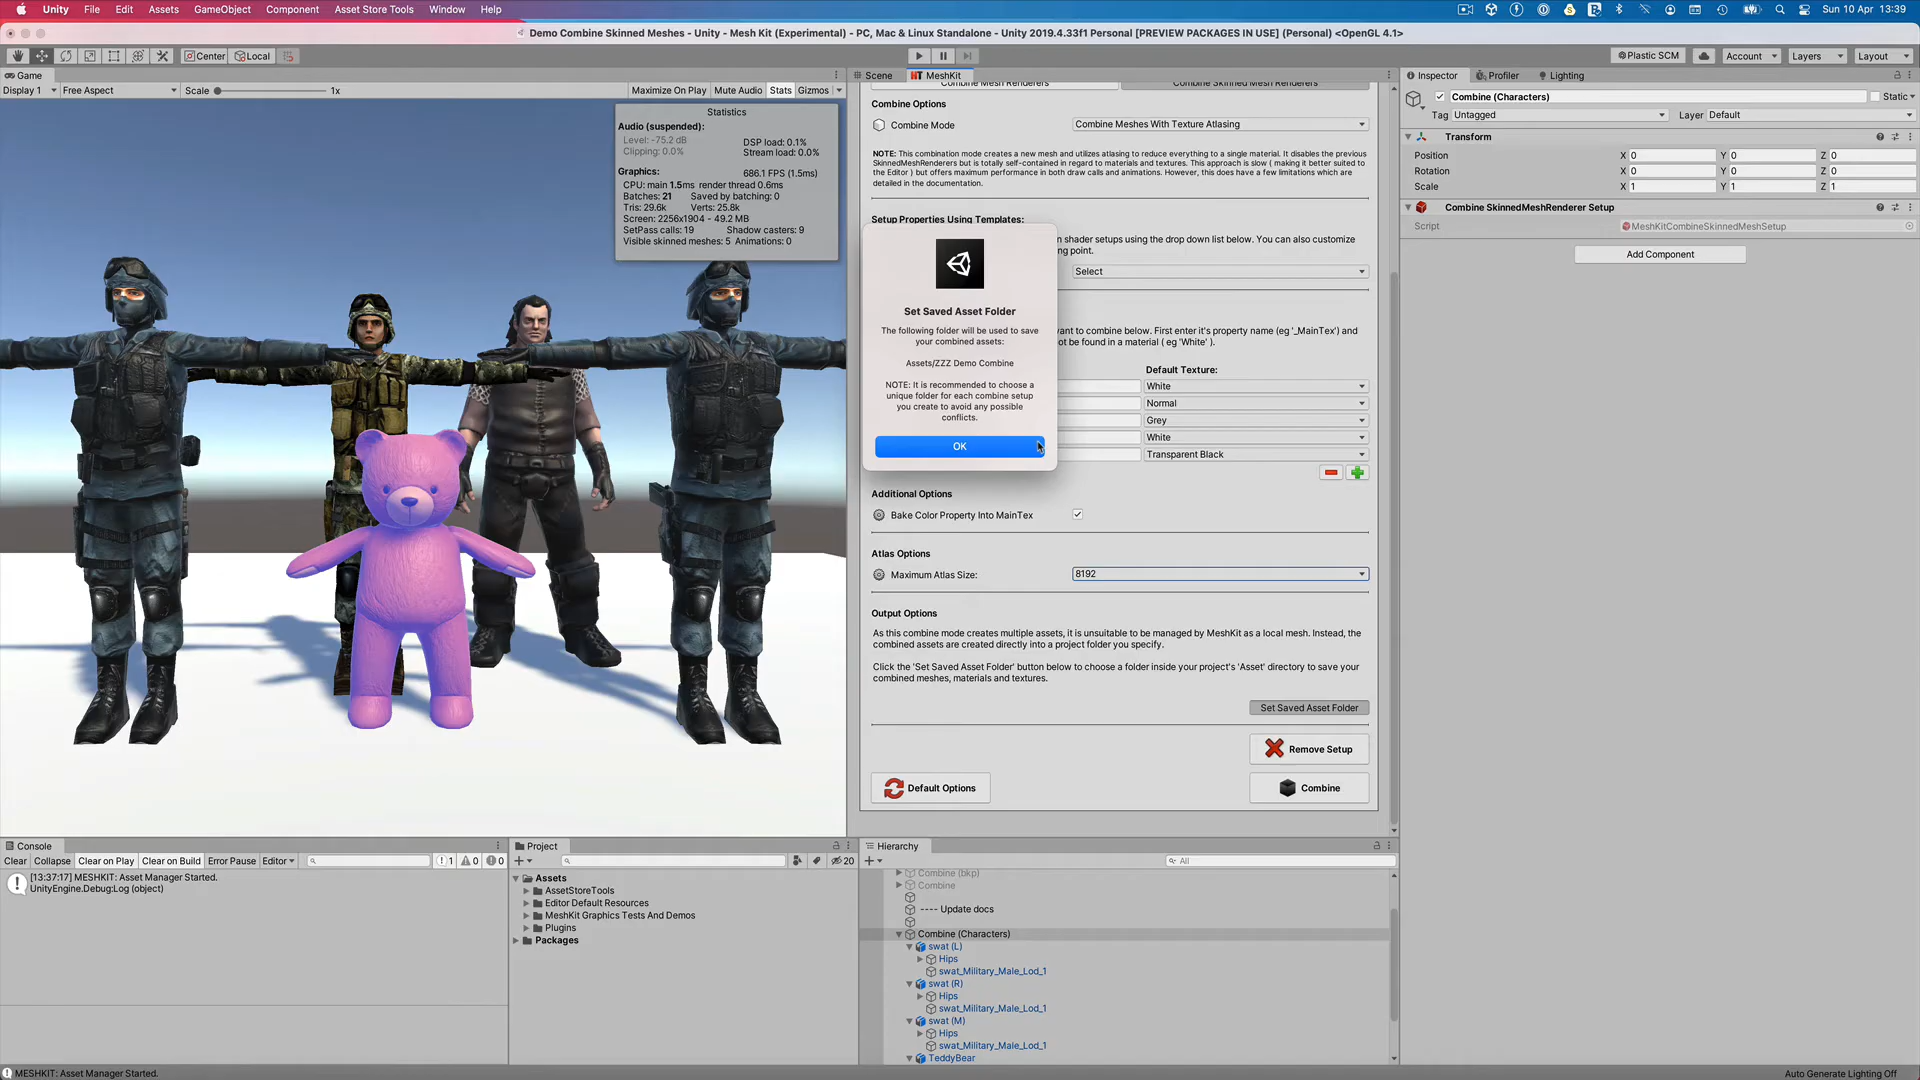 Unity File Edit Assets GameObject Component Asset Store Tools Window Help
Sun 10 Apr 13:39
Demo Combine Skinned Meshes - Unity - Mesh Kit (Experimental) - PC, Mac & Linux Standalone - Unity 2019.4.33f1 Personal [PREVIEW PACKAGES IN USE] (Personal) <OpenGL 4.1>
Center Local
Plastic SCM Account Layers Layout
Game
Display 1 Free Aspect Scale 1x Maximize On Play Mute Audio Stats Gizmos
Statistics
Audio (suspended):
Level: -75.2 dB DSP load: 0.1%
Clipping: 0.0% Stream load: 0.0%
Graphics: 686.1 FPS (1.5ms)
CPU: main 1.5ms render thread 0.6ms
Batches: 21 Saved by batching: 0
Tris: 29.6k Verts: 25.8k
Screen: 2256x1904 - 49.2 MB
SetPass calls: 19 Shadow casters: 9
Visible skinned meshes: 5 Animations: 0
Scene MeshKit
Combine Mesh Renderers Combine Skinned Mesh Renderers
Combine Options
Combine Mode Combine Meshes With Texture Atlasing
NOTE: This combination mode creates a new mesh and utilizes atlasing to reduce everything to a single material. It disables the previous
SkinnedMeshRenderers but is totally self-contained in regard to materials and textures. This approach is slow ( making it better suited to
the Editor ) but offers maximum performance in both draw calls and animations. However, this does have a few limitations which are
detailed in the documentation.
Setup Properties Using Templates:
n shader setups using the drop down list below. You can also customize
ng point.
Select
ant to combine below. First enter it's property name (eg '_MainTex') and
ot be found in a material ( eg 'White' ).
Default Texture:
White
Normal
Grey
White
Transparent Black
Set Saved Asset Folder
The following folder will be used to save
your combined assets:
Assets/ZZZ Demo Combine
NOTE: It is recommended to choose a
unique folder for each combine setup
you create to avoid any possible
conflicts.
OK
Additional Options
Bake Color Property Into MainTex
Atlas Options
Maximum Atlas Size: 8192
Output Options
As this combine mode creates multiple assets, it is unsuitable to be managed by MeshKit as a local mesh. Instead, the
combined assets are created directly into a project folder you specify.
Click the 'Set Saved Asset Folder' button below to choose a folder inside your project's 'Asset' directory to save your
combined meshes, materials and textures.
Set Saved Asset Folder
Remove Setup
Default Options Combine
Inspector Profiler Lighting
Combine (Characters) Static
Tag Untagged Layer Default
Transform
Position X 0 Y 0 Z 0
Rotation X 0 Y 0 Z 0
Scale X 1 Y 1 Z 1
Combine SkinnedMeshRenderer Setup
Script MeshKitCombineSkinnedMeshSetup
Add Component
Console
Clear Collapse Clear on Play Clear on Build Error Pause Editor 1 0 0
[13:37:17] MESHKIT: Asset Manager Started.
UnityEngine.Debug:Log (object)
Project
20
Assets
AssetStoreTools
Editor Default Resources
MeshKit Graphics Tests And Demos
Plugins
Packages
Hierarchy
All
Combine (bkp)
Combine
---- Update docs
Combine (Characters)
swat (L)
Hips
swat_Military_Male_Lod_1
swat (R)
Hips
swat_Military_Male_Lod_1
swat (M)
Hips
swat_Military_Male_Lod_1
TeddyBear
MESHKIT: Asset Manager Started.
Auto Generate Lighting Off